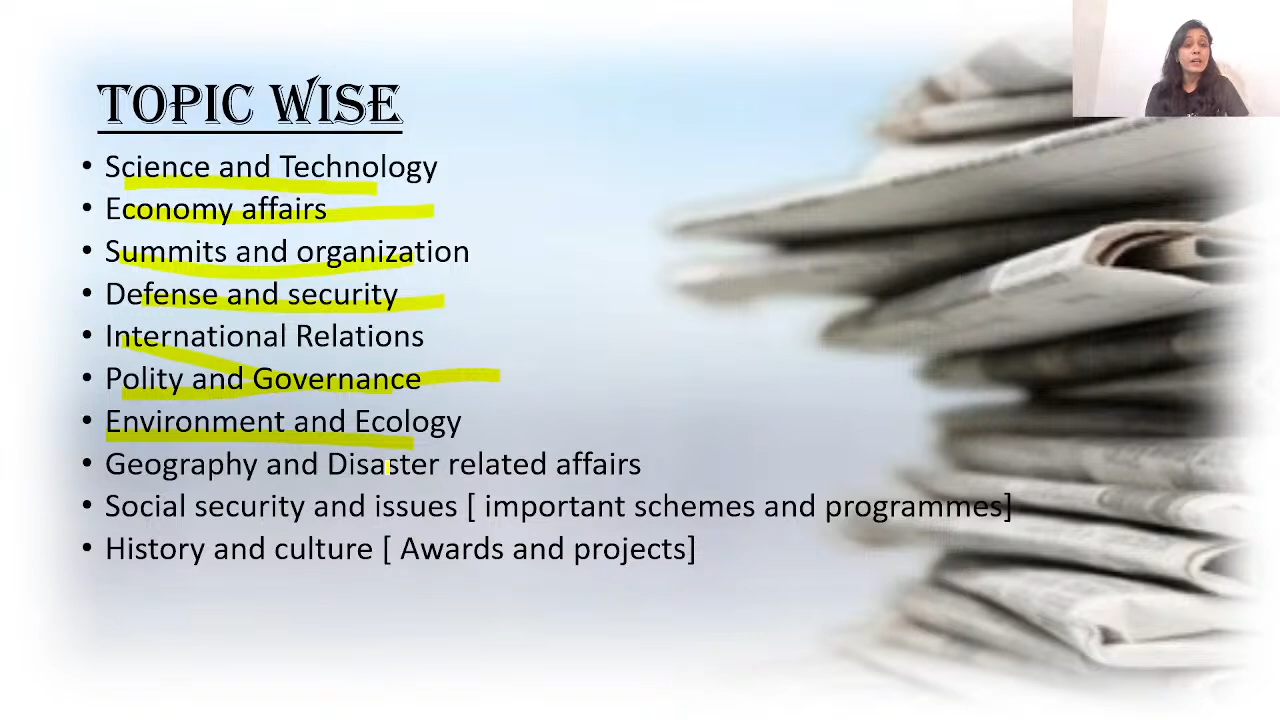 TOPIC WISE
• Science and Technology
• Economy affairs
• Summits and organization
• Defense and security
• International Relations
• Polity and Governance
• Environment and Ecology
• Geography and Disaster related affairs
• Social security and issues [ important schemes and programmes]
• History and culture [ Awards and projects]